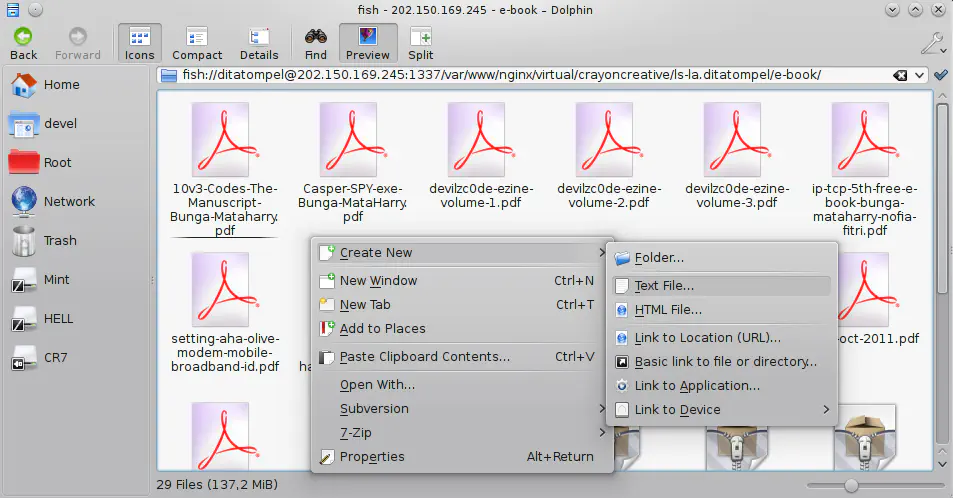 fish - 202.150.169.245 - e-book – Dolphin
Back
Forward
Icons
Compact
Details
Find
Preview
Split
fish://ditatompel@202.150.169.245:1337/var/www/nginx/virtual/crayoncreative/ls-la.ditatompel/e-book/
Home
devel
Root
Network
Trash
Mint
HELL
CR7
10v3-Codes-The-
Manuscript-
Bunga-Mataharry.
pdf
Casper-SPY-exe-
Bunga-MataHarry.
pdf
devilzc0de-ezine-
volume-1.pdf
devilzc0de-ezine-
volume-2.pdf
devilzc0de-ezine-
volume-3.pdf
ip-tcp-5th-free-e-
book-bunga-
mataharry-nofia-
fitri.pdf
setting-aha-olive-
modem-mobile-
broadband-id.pdf
-oct-2011.pdf
Create New
New Window Ctrl+N
New Tab Ctrl+T
Add to Places
Paste Clipboard Contents... Ctrl+V
Open With...
Subversion
7-Zip
Properties Alt+Return
Folder...
Text File...
HTML File...
Link to Location (URL)...
Basic link to file or directory...
Link to Application...
Link to Device
29 Files (137,2 MiB)